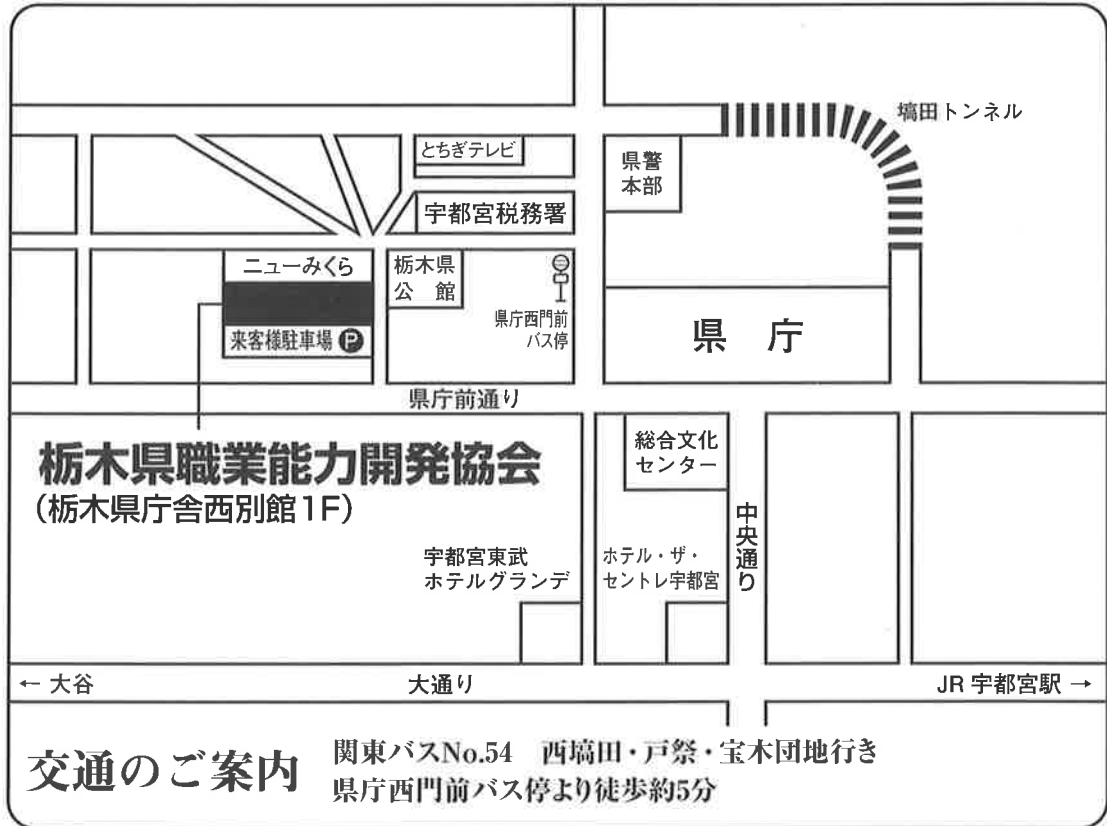 塙田トンネル
とちぎテレビ
県警
本部
宇都宮税務署
ニューみくら
栃木県
公 館
県庁西門前
バス停
来客様駐車場 P
県 庁
県庁前通り
栃木県職業能力開発協会
(栃木県庁舎西別館1F)
総合文化
センター
中央通り
宇都宮東武
ホテルグランデ
ホテル・ザ・
セントレ宇都宮
← 大谷
大通り
JR 宇都宮駅 →
交通のご案内
関東バスNo.54 西塙田・戸祭・宝木団地行き
県庁西門前バス停より徒歩約5分